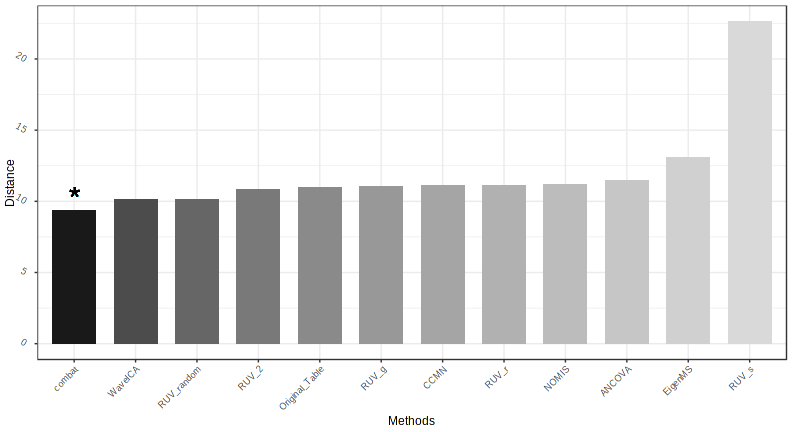 Distance
20
15
10
5
0
*
combat
WaveICA
RUV_random
RUV_2
Original_Table
RUV_g
CCMN
RUV_r
NOMIS
ANCOVA
EigenMS
RUV_s
Methods